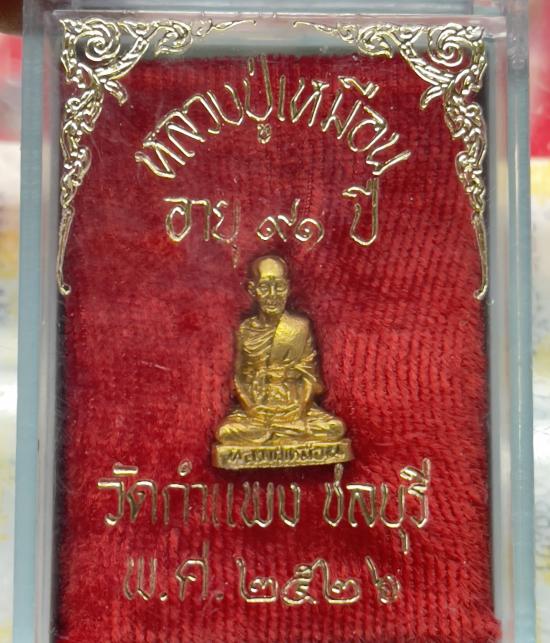 หลวงปู่เหมือน
อายุ ๙๑ ปี
หลวงปู่เหมือน
วัดกำแพง ชลบุรี
พ.ศ. ๒๕๒๖